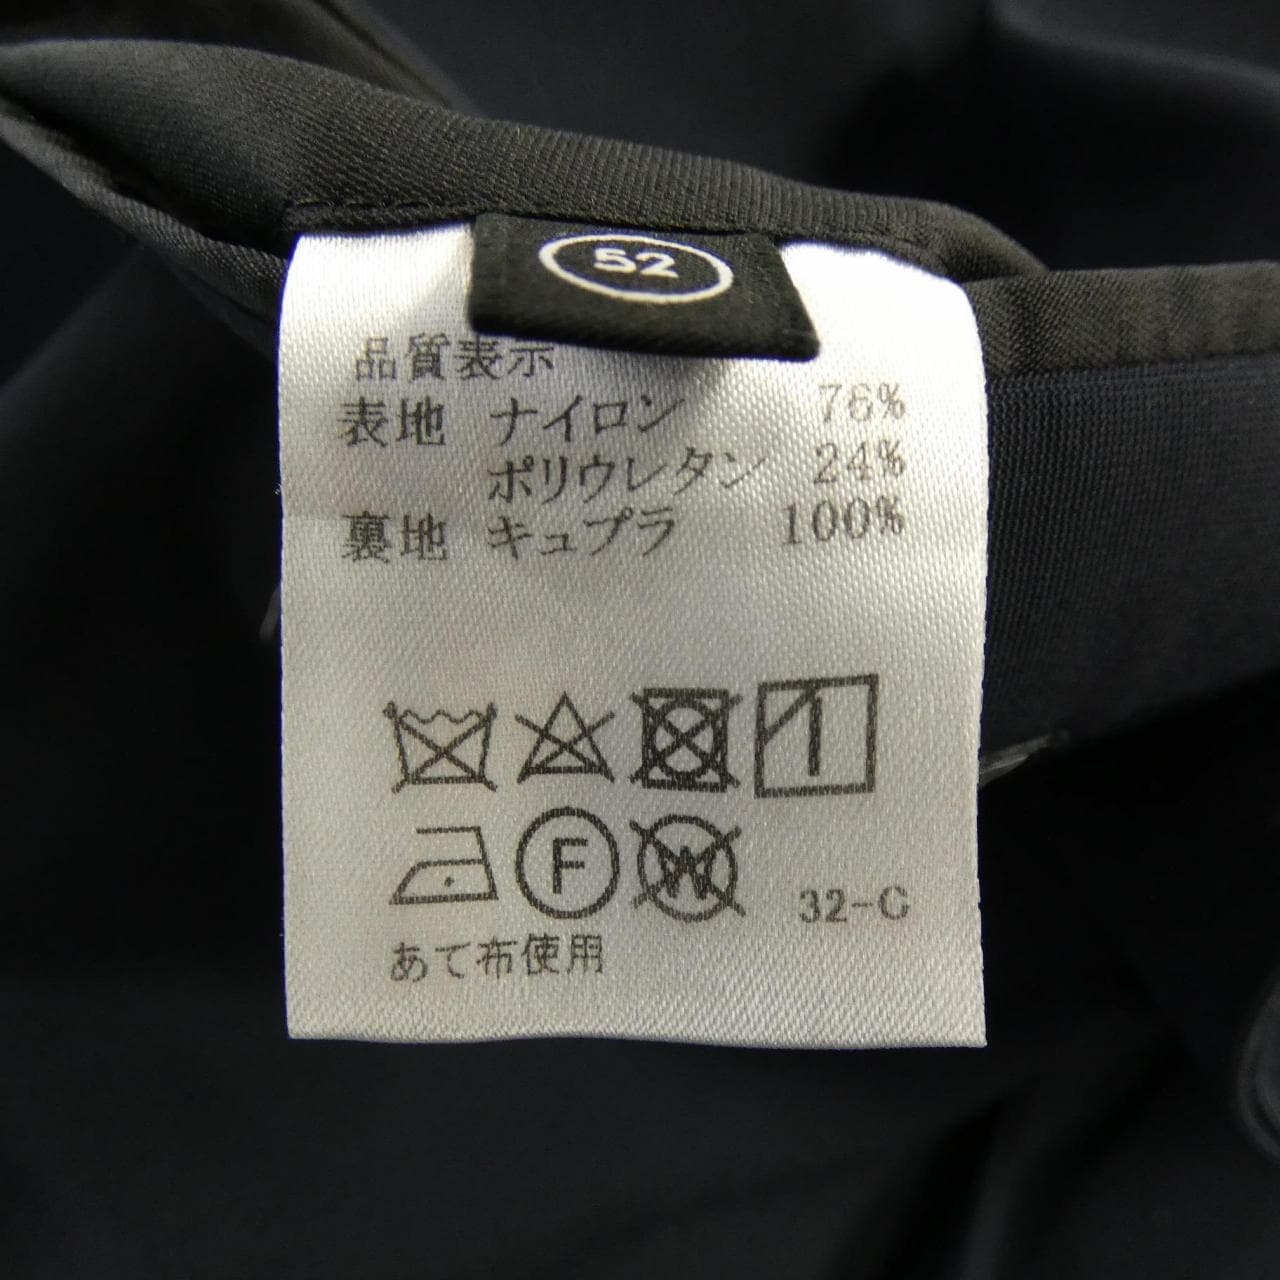 52
品質表示
表地 ナイロン 76%
ポリウレタン 24%
裏地 キュプラ 100%
F W 32-G
あて布使用